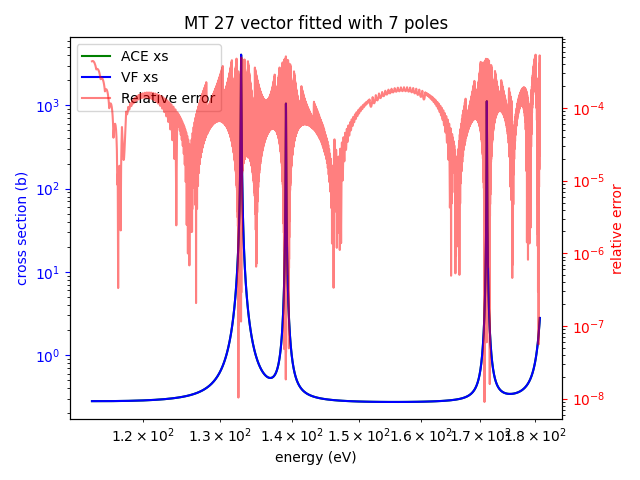 MT 27 vector fitted with 7 poles
ACE xs
VF xs
Relative error
cross section (b)
10³
10²
10¹
10⁰
10⁻⁴
10⁻⁵
10⁻⁶
10⁻⁷
10⁻⁸
relative error
1.2 × 10² 1.3 × 10² 1.4 × 10² 1.5 × 10² 1.6 × 10² 1.7 × 10² 1.8 × 10²
energy (eV)